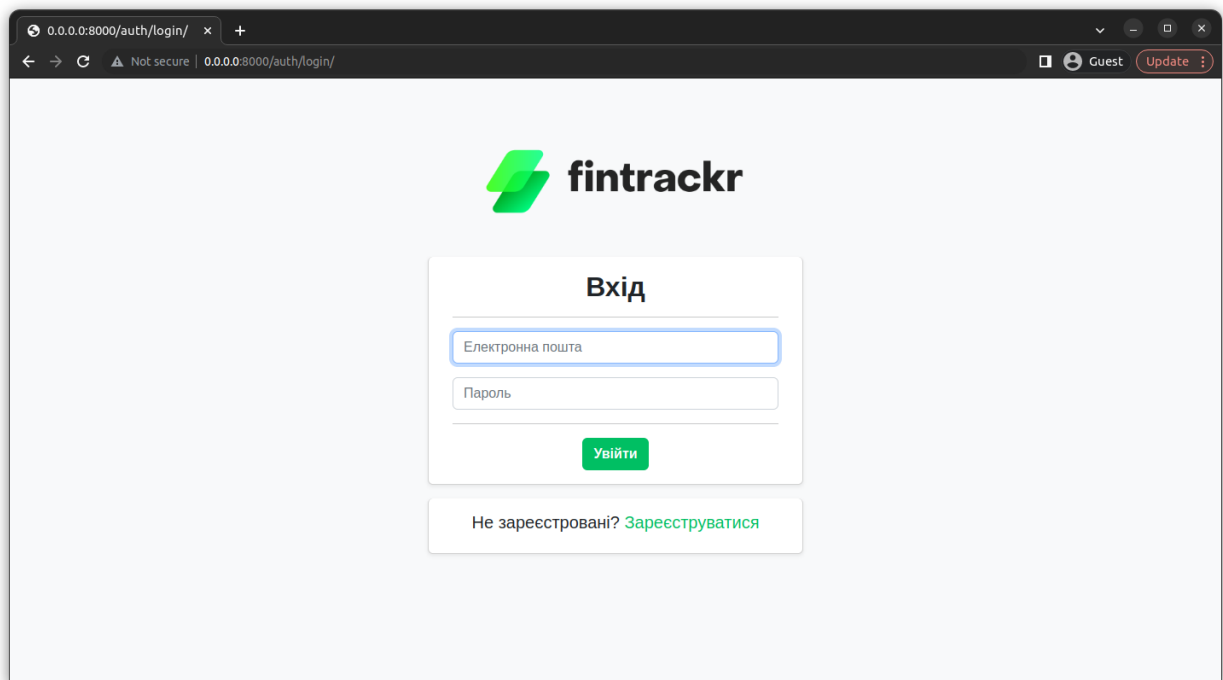 0.0.0.0:8000/auth/login/
Not secure | 0.0.0.0:8000/auth/login/
Guest
Update
fintrackr
Вхід
Електронна пошта
Пароль
Увійти
Не зареєстровані? Зареєструватися